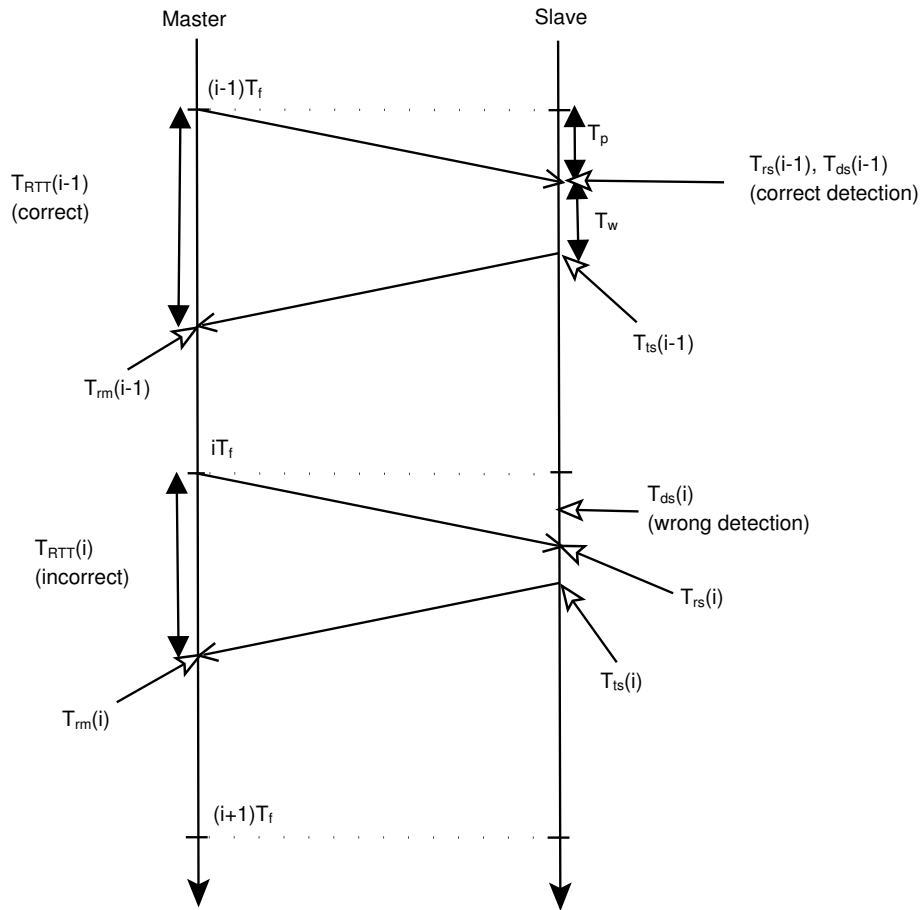 Master
Slave
(i-1)T_f
T_p
T_RTT(i-1)
(correct)
T_rs(i-1), T_ds(i-1)
(correct detection)
T_w
T_ts(i-1)
T_rm(i-1)
iT_f
T_ds(i)
(wrong detection)
T_RTT(i)
(incorrect)
T_rs(i)
T_ts(i)
T_rm(i)
(i+1)T_f